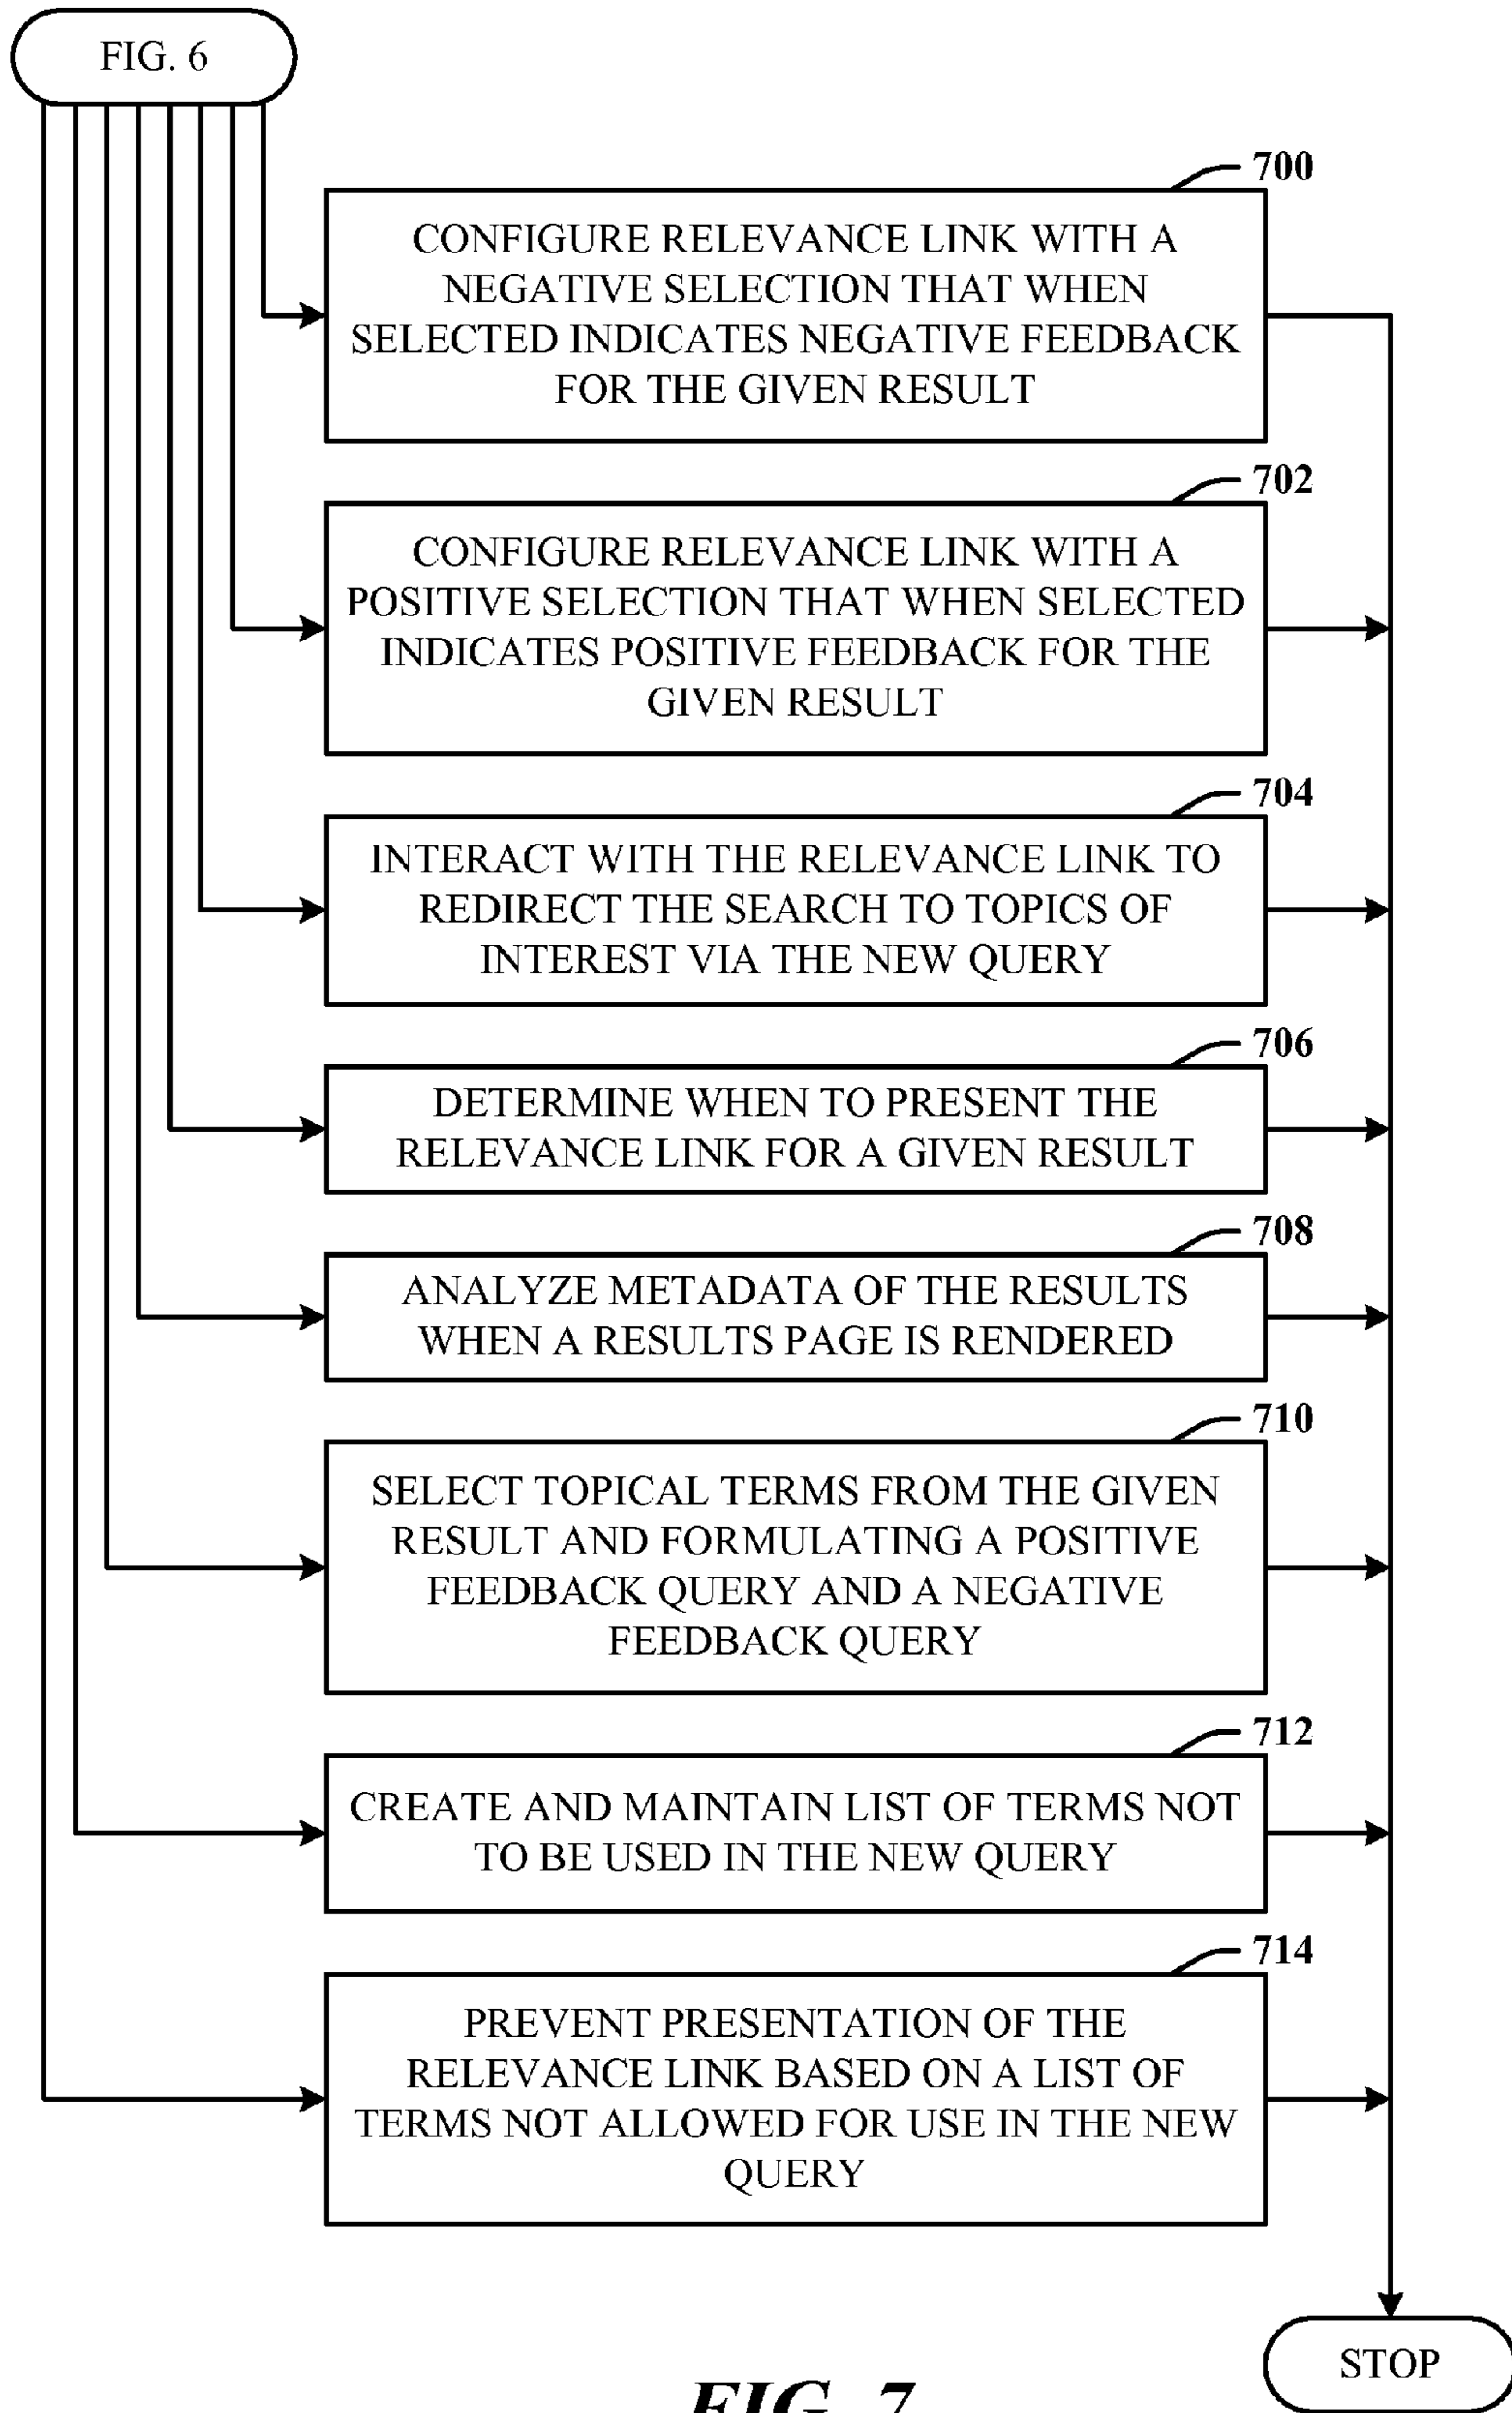 FIG. 6
700
CONFIGURE RELEVANCE LINK WITH A
NEGATIVE SELECTION THAT WHEN
SELECTED INDICATES NEGATIVE FEEDBACK
FOR THE GIVEN RESULT
702
CONFIGURE RELEVANCE LINK WITH A
POSITIVE SELECTION THAT WHEN SELECTED
INDICATES POSITIVE FEEDBACK FOR THE
GIVEN RESULT
704
INTERACT WITH THE RELEVANCE LINK TO
REDIRECT THE SEARCH TO TOPICS OF
INTEREST VIA THE NEW QUERY
706
DETERMINE WHEN TO PRESENT THE
RELEVANCE LINK FOR A GIVEN RESULT
708
ANALYZE METADATA OF THE RESULTS
WHEN A RESULTS PAGE IS RENDERED
710
SELECT TOPICAL TERMS FROM THE GIVEN
RESULT AND FORMULATING A POSITIVE
FEEDBACK QUERY AND A NEGATIVE
FEEDBACK QUERY
712
CREATE AND MAINTAIN LIST OF TERMS NOT
TO BE USED IN THE NEW QUERY
714
PREVENT PRESENTATION OF THE
RELEVANCE LINK BASED ON A LIST OF
TERMS NOT ALLOWED FOR USE IN THE NEW
QUERY
STOP
FIG. 7